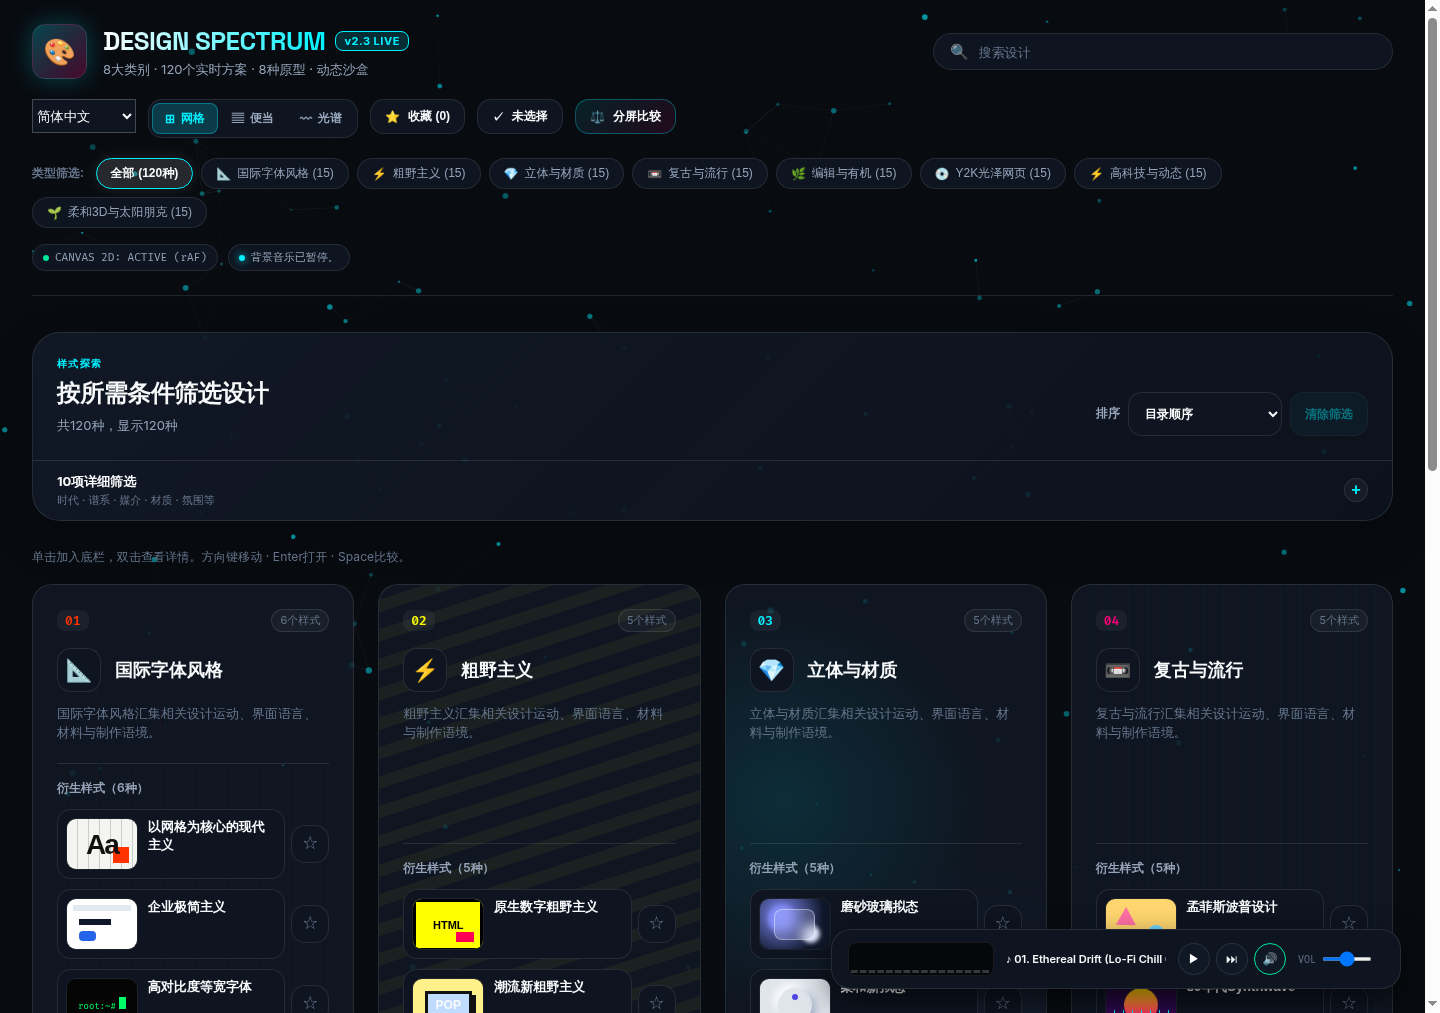 DESIGN SPECTRUM
v2.3 LIVE
8大类别 · 120个实时方案 · 8种原型 · 动态沙盒
搜索设计
简体中文
网格
便当
光谱
收藏 (0)
✓ 未选择
分屏比较
类型筛选:
全部 (120种)
国际字体风格 (15)
粗野主义 (15)
立体与材质 (15)
复古与流行 (15)
编辑与有机 (15)
Y2K光泽网页 (15)
高科技与动态 (15)
柔和3D与太阳朋克 (15)
CANVAS 2D: ACTIVE (rAF)
背景音乐已暂停。
样式探索
按所需条件筛选设计
共120种，显示120种
排序
目录顺序
清除筛选
10项详细筛选
时代 · 谱系 · 媒介 · 材质 · 氛围等
+
单击加入底栏，双击查看详情。方向键移动 · Enter打开 · Space比较。
01
6个样式
国际字体风格
国际字体风格汇集相关设计运动、界面语言、
材料与制作语境。
衍生样式（6种）
Aa
以网格为核心的现代
主义
企业极简主义
root:~#
高对比度等宽字体
02
5个样式
粗野主义
粗野主义汇集相关设计运动、界面语言、材料
与制作语境。
衍生样式（5种）
HTML
原生数字粗野主义
POP
潮流新粗野主义
03
5个样式
立体与材质
立体与材质汇集相关设计运动、界面语言、材
料与制作语境。
衍生样式（5种）
磨砂玻璃拟态
04
5个样式
复古与流行
复古与流行汇集相关设计运动、界面语言、材
料与制作语境。
衍生样式（5种）
孟菲斯波普设计
♪ 01. Ethereal Drift (Lo-Fi Chill
VOL